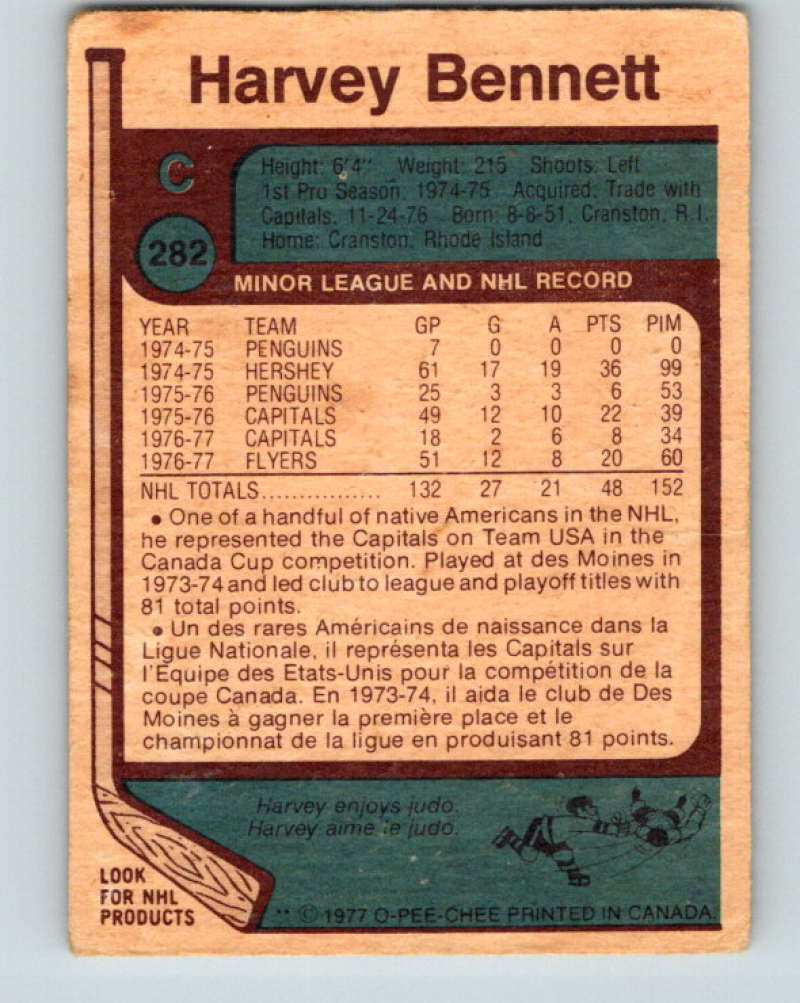 Harvey Bennett
C
Height: 6'4" Weight: 215 Shoots: Left
1st Pro Season: 1974-75 Acquired: Trade with
Capitals, 11-24-76 Born: 8-8-51, Cranston, R.I.
Home: Cranston, Rhode Island
282
MINOR LEAGUE AND NHL RECORD
YEAR TEAM GP G A PTS PIM
1974-75 PENGUINS 7 0 0 0 0
1974-75 HERSHEY 61 17 19 36 99
1975-76 PENGUINS 25 3 3 6 53
1975-76 CAPITALS 49 12 10 22 39
1976-77 CAPITALS 18 2 6 8 34
1976-77 FLYERS 51 12 8 20 60
NHL TOTALS................ 132 27 21 48 152
• One of a handful of native Americans in the NHL,
he represented the Capitals on Team USA in the
Canada Cup competition. Played at des Moines in
1973-74 and led club to league and playoff titles with
81 total points.
• Un des rares Américains de naissance dans la
Ligue Nationale, il représenta les Capitals sur
l'Équipe des Etats-Unis pour la compétition de la
coupe Canada. En 1973-74, il aida le club de Des
Moines à gagner la première place et le
championnat de la ligue en produisant 81 points.
Harvey enjoys judo.
Harvey aime le judo.
LOOK
FOR NHL
PRODUCTS
** © 1977 O-PEE-CHEE PRINTED IN CANADA.